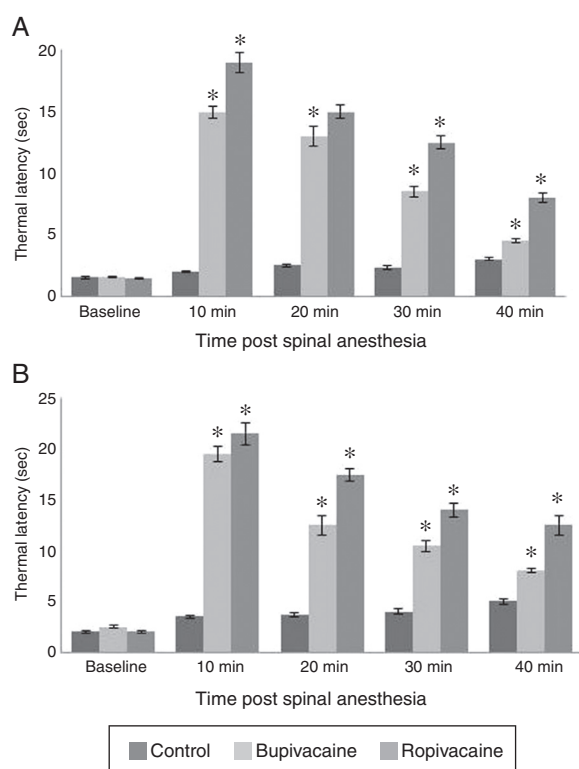 A
Thermal latency (sec)
20
15
10
5
0
* *
*
* *
* *
Baseline 10 min 20 min 30 min 40 min
Time post spinal anesthesia
B
Thermal latency (sec)
25
20
15
10
5
0
* *
* *
* *
* *
Baseline 10 min 20 min 30 min 40 min
Time post spinal anesthesia
Control Bupivacaine Ropivacaine